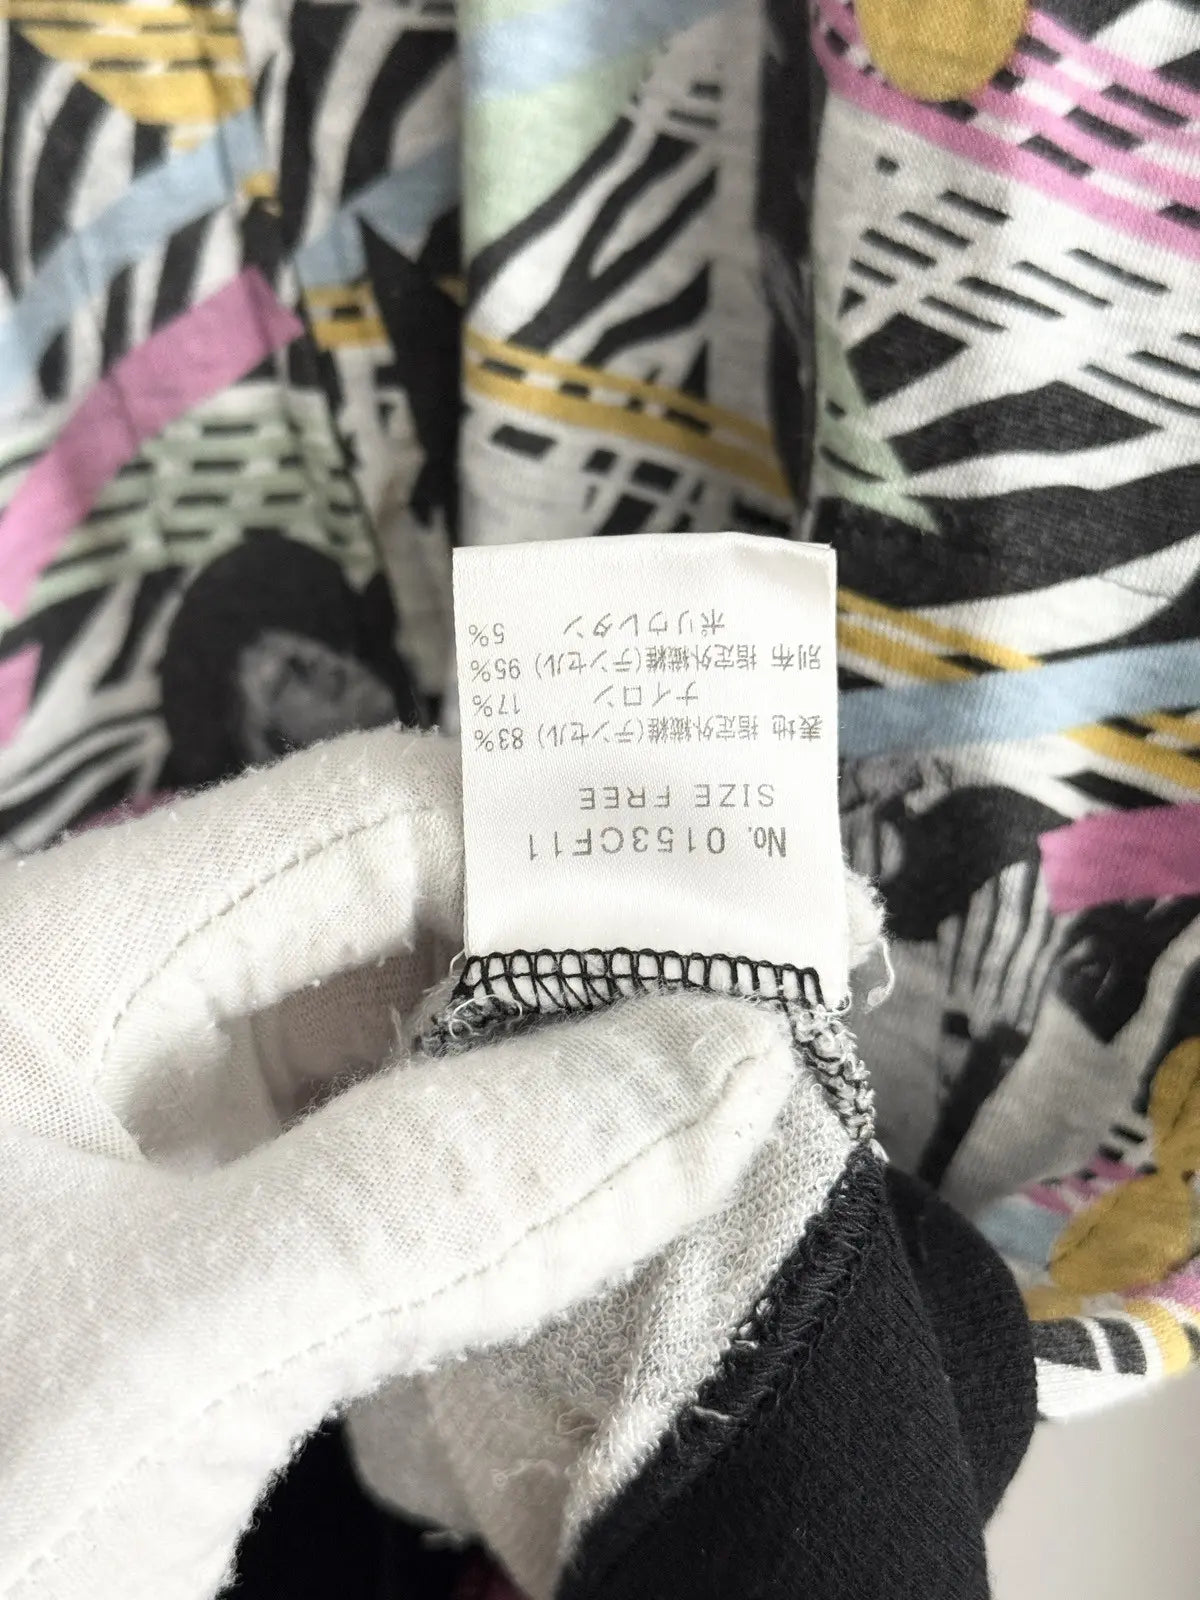 No. 0153CF11
SIZE FREE
表地 指定外繊維(テンセル) 83%
ナイロン 17%
別布 指定外繊維(テンセル) 95%
ポリウレタン 5%